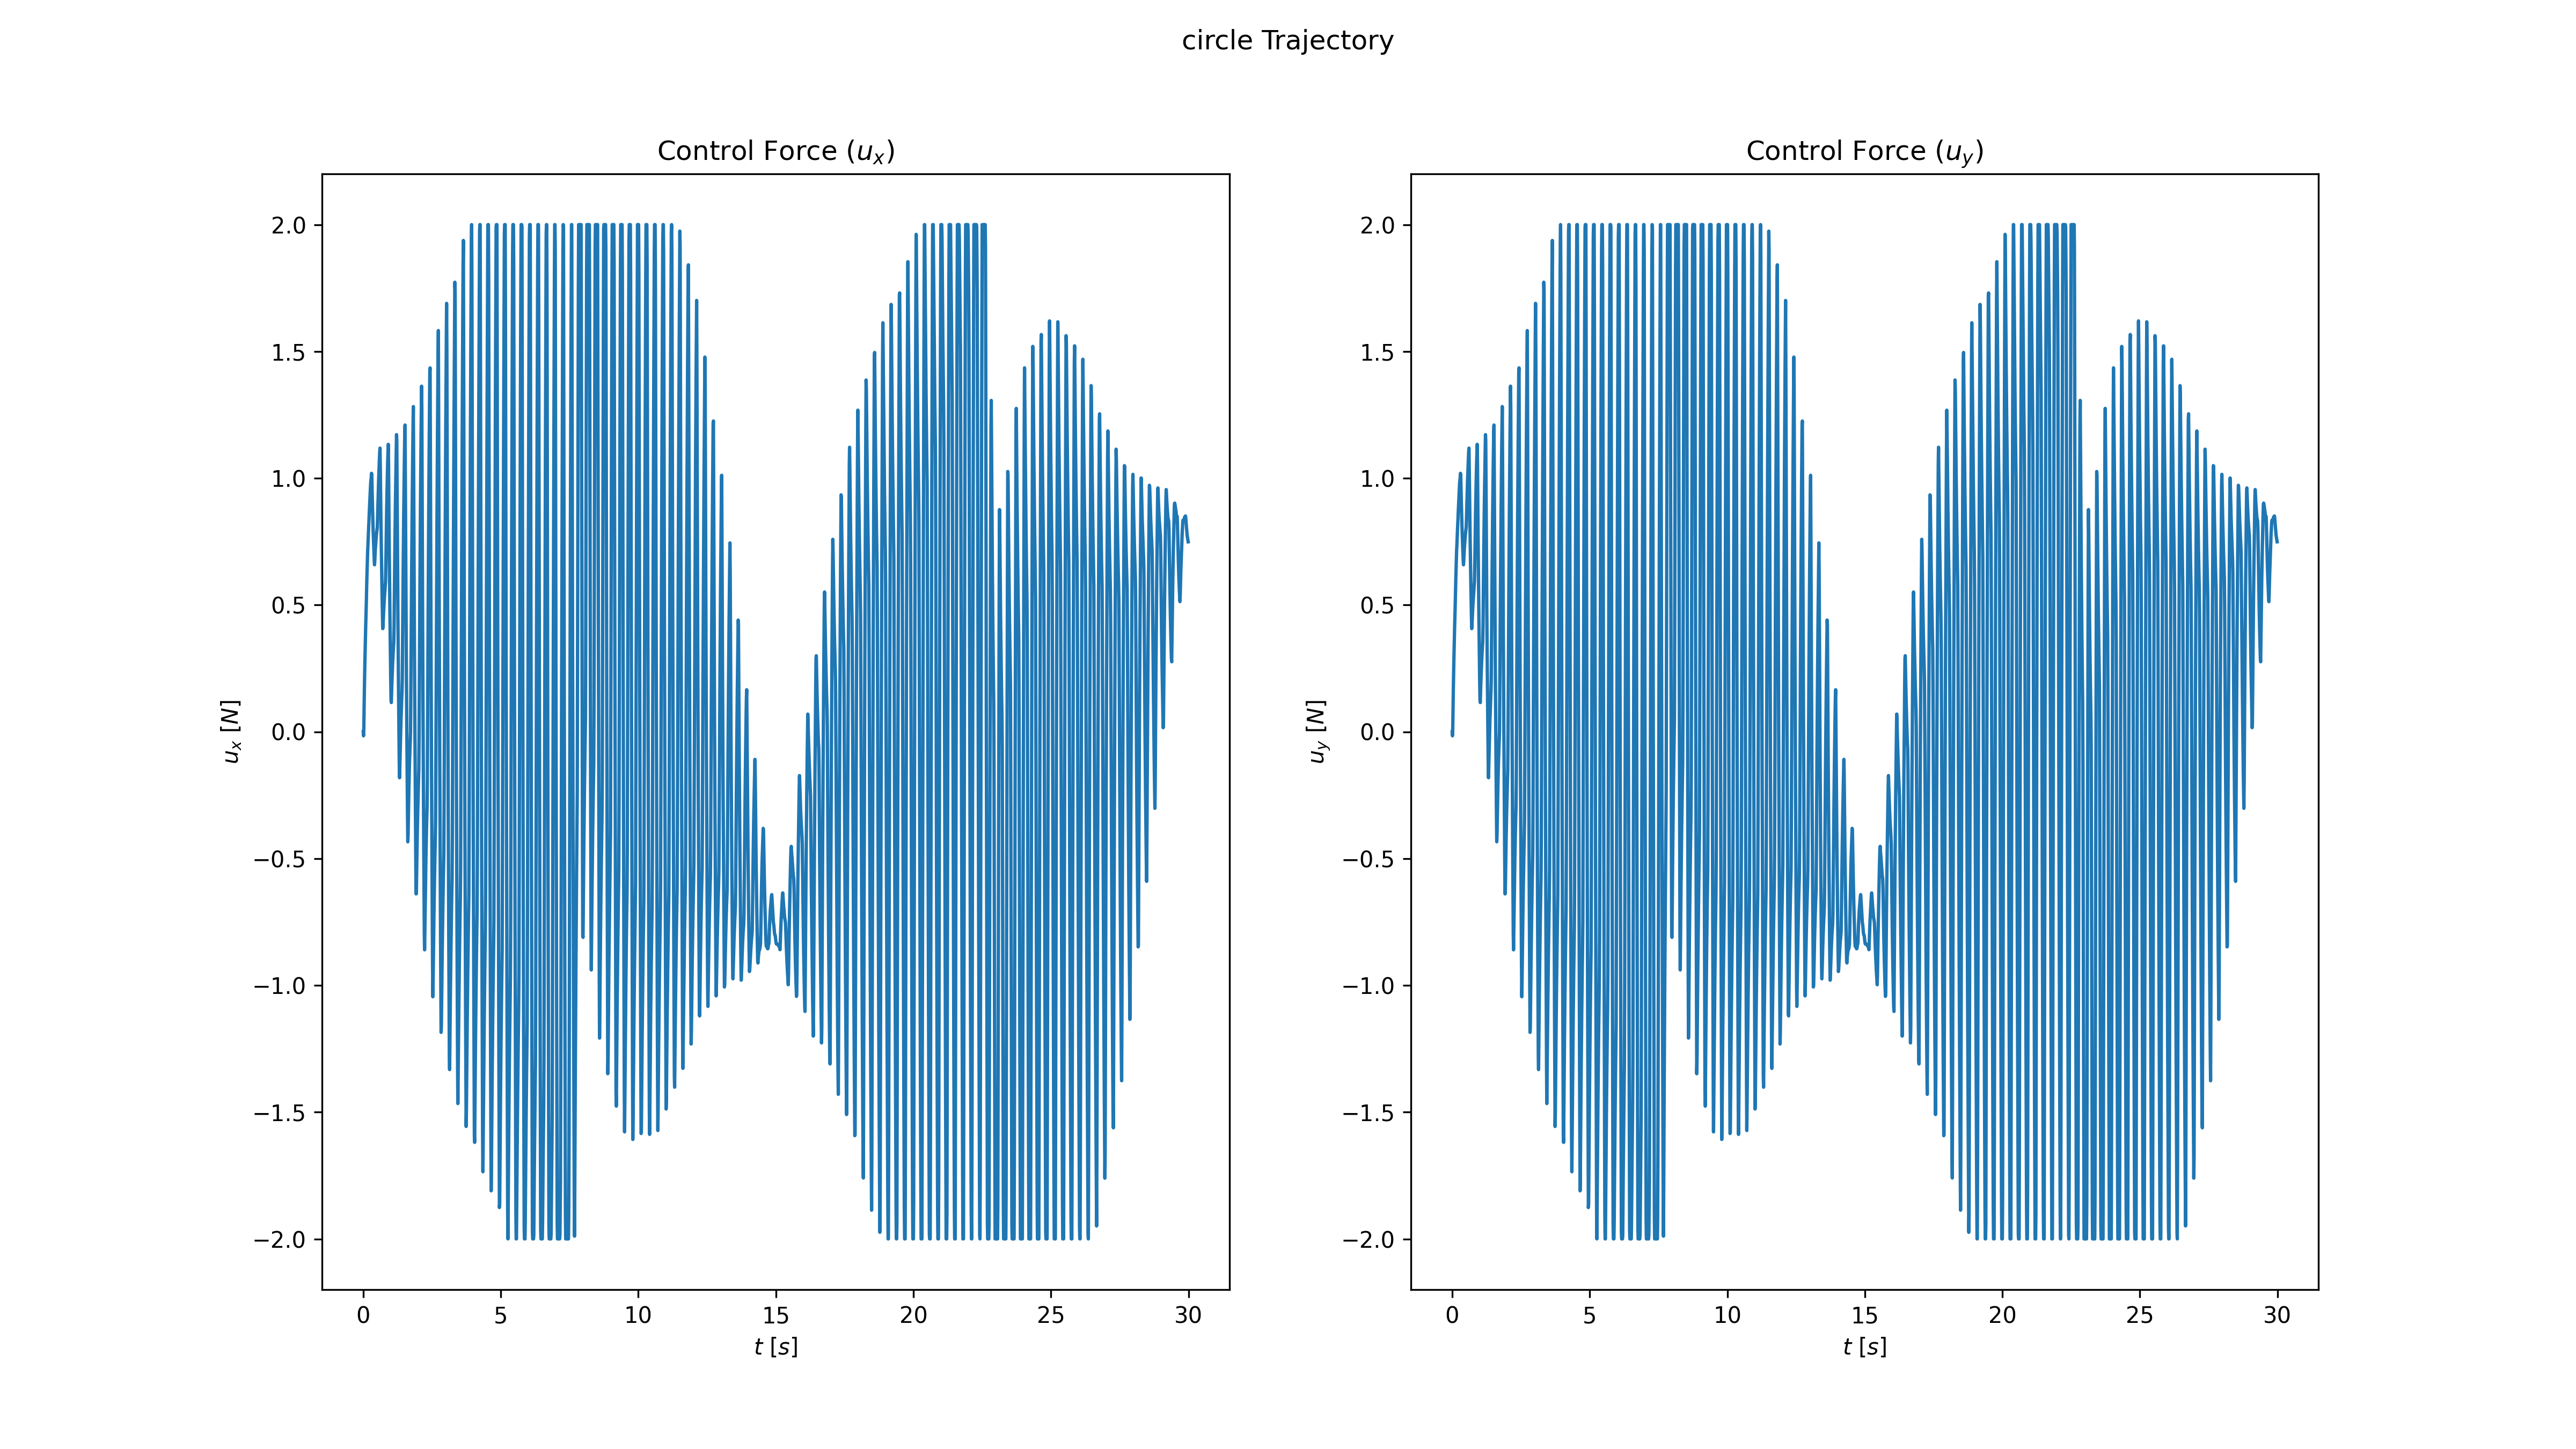 circle Trajectory
Control Force (u_x)
2.0
1.5
1.0
0.5
0.0
−0.5
−1.0
−1.5
−2.0
u_x [N]
0 5 10 15 20 25 30
t [s]
Control Force (u_y)
2.0
1.5
1.0
0.5
0.0
−0.5
−1.0
−1.5
−2.0
u_y [N]
0 5 10 15 20 25 30
t [s]